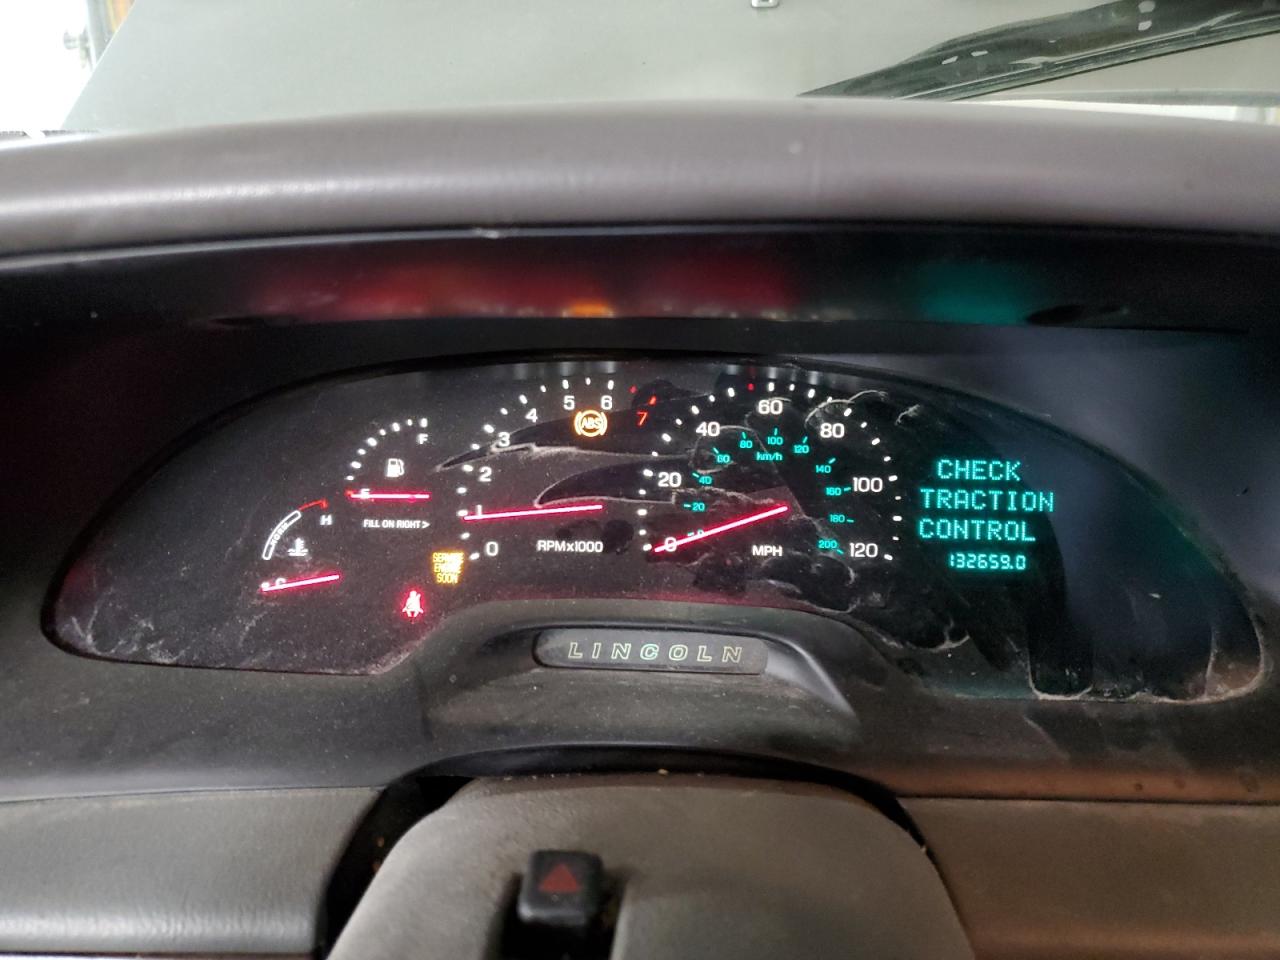 F
E
FILL ON RIGHT>
H
NORM
C
0
1
2
3
4
5
6
7
RPMx1000
ABS
SERVICE
ENGINE
SOON
0
20
40
60
80
100
120
MPH
0
20
40
60
80
100
120
140
160
180
200
km/h
CHECK
TRACTION
CONTROL
132659.0
LINCOLN